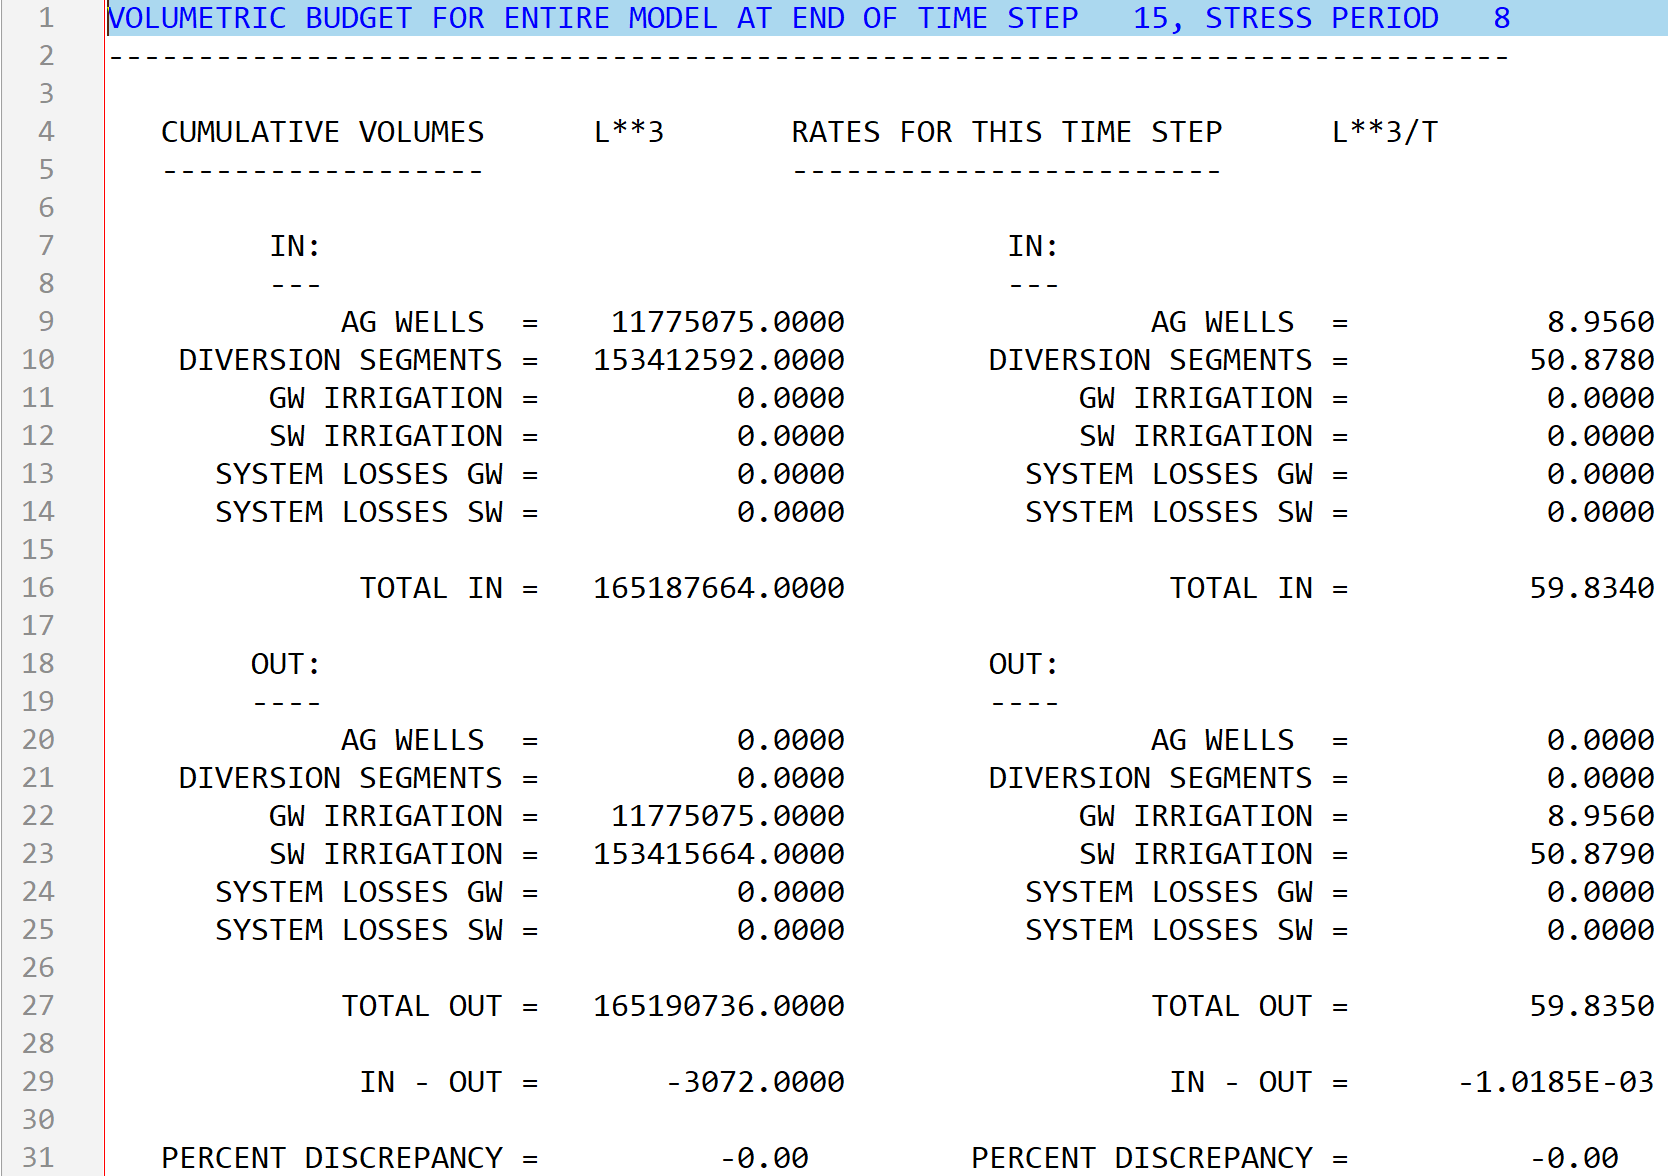 1 VOLUMETRIC BUDGET FOR ENTIRE MODEL AT END OF TIME STEP   15, STRESS PERIOD   8
2 ------------------------------------------------------------------------------
3
4    CUMULATIVE VOLUMES      L**3       RATES FOR THIS TIME STEP      L**3/T
5    ------------------                 ------------------------
6
7          IN:                                      IN:
8          ---                                      ---
9              AG WELLS  =    11775075.0000                 AG WELLS  =           8.9560
10    DIVERSION SEGMENTS =   153412592.0000        DIVERSION SEGMENTS =          50.8780
11         GW IRRIGATION =           0.0000             GW IRRIGATION =           0.0000
12         SW IRRIGATION =           0.0000             SW IRRIGATION =           0.0000
13      SYSTEM LOSSES GW =           0.0000          SYSTEM LOSSES GW =           0.0000
14      SYSTEM LOSSES SW =           0.0000          SYSTEM LOSSES SW =           0.0000
15
16              TOTAL IN =   165187664.0000                  TOTAL IN =          59.8340
17
18        OUT:                                     OUT:
19        ----                                     ----
20             AG WELLS  =           0.0000                 AG WELLS  =           0.0000
21    DIVERSION SEGMENTS =           0.0000        DIVERSION SEGMENTS =           0.0000
22         GW IRRIGATION =    11775075.0000             GW IRRIGATION =           8.9560
23         SW IRRIGATION =   153415664.0000             SW IRRIGATION =          50.8790
24      SYSTEM LOSSES GW =           0.0000          SYSTEM LOSSES GW =           0.0000
25      SYSTEM LOSSES SW =           0.0000          SYSTEM LOSSES SW =           0.0000
26
27             TOTAL OUT =   165190736.0000                 TOTAL OUT =          59.8350
28
29              IN - OUT =       -3072.0000                  IN - OUT =      -1.0185E-03
30
31   PERCENT DISCREPANCY =          -0.00         PERCENT DISCREPANCY =          -0.00